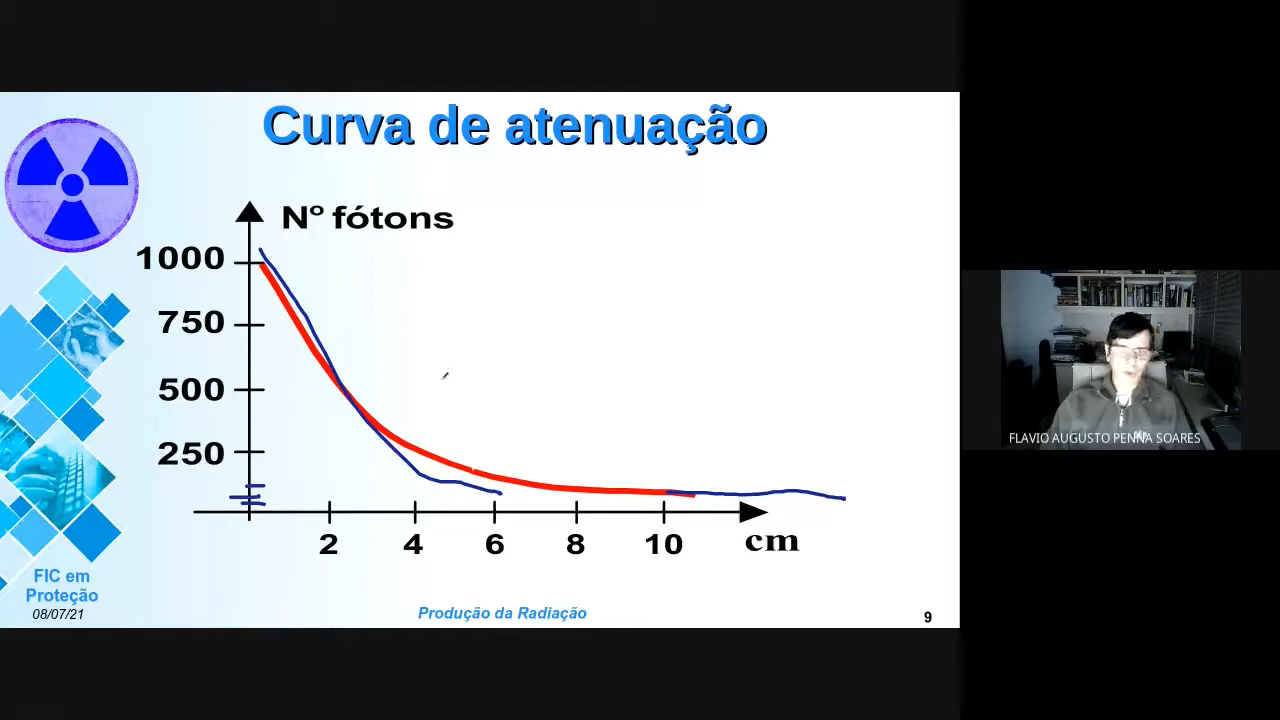 Curva de atenuação
Nº fótons
1000
750
500
250
2 4 6 8 10 cm
FIC em
Proteção
08/07/21
Produção da Radiação
9
FLAVIO AUGUSTO PENNA SOARES